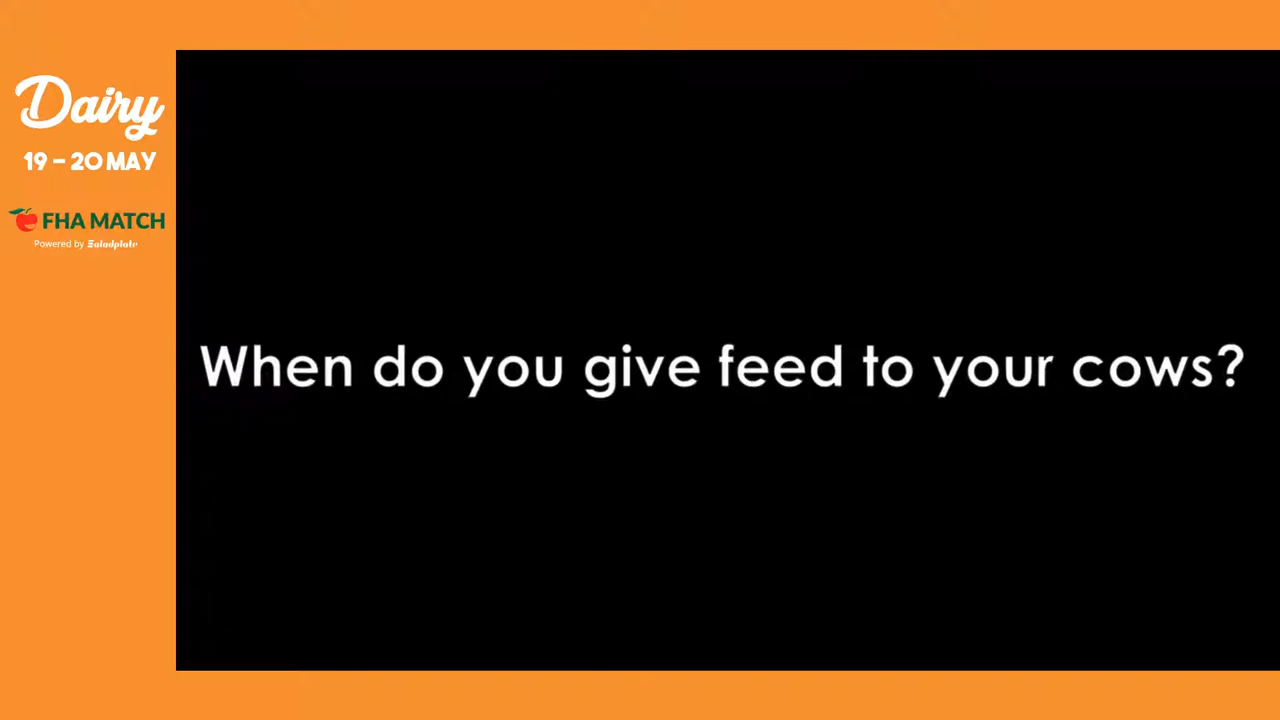 Dairy
19 - 20 MAY
FHA MATCH
Powered by Saladplate
When do you give feed to your cows?